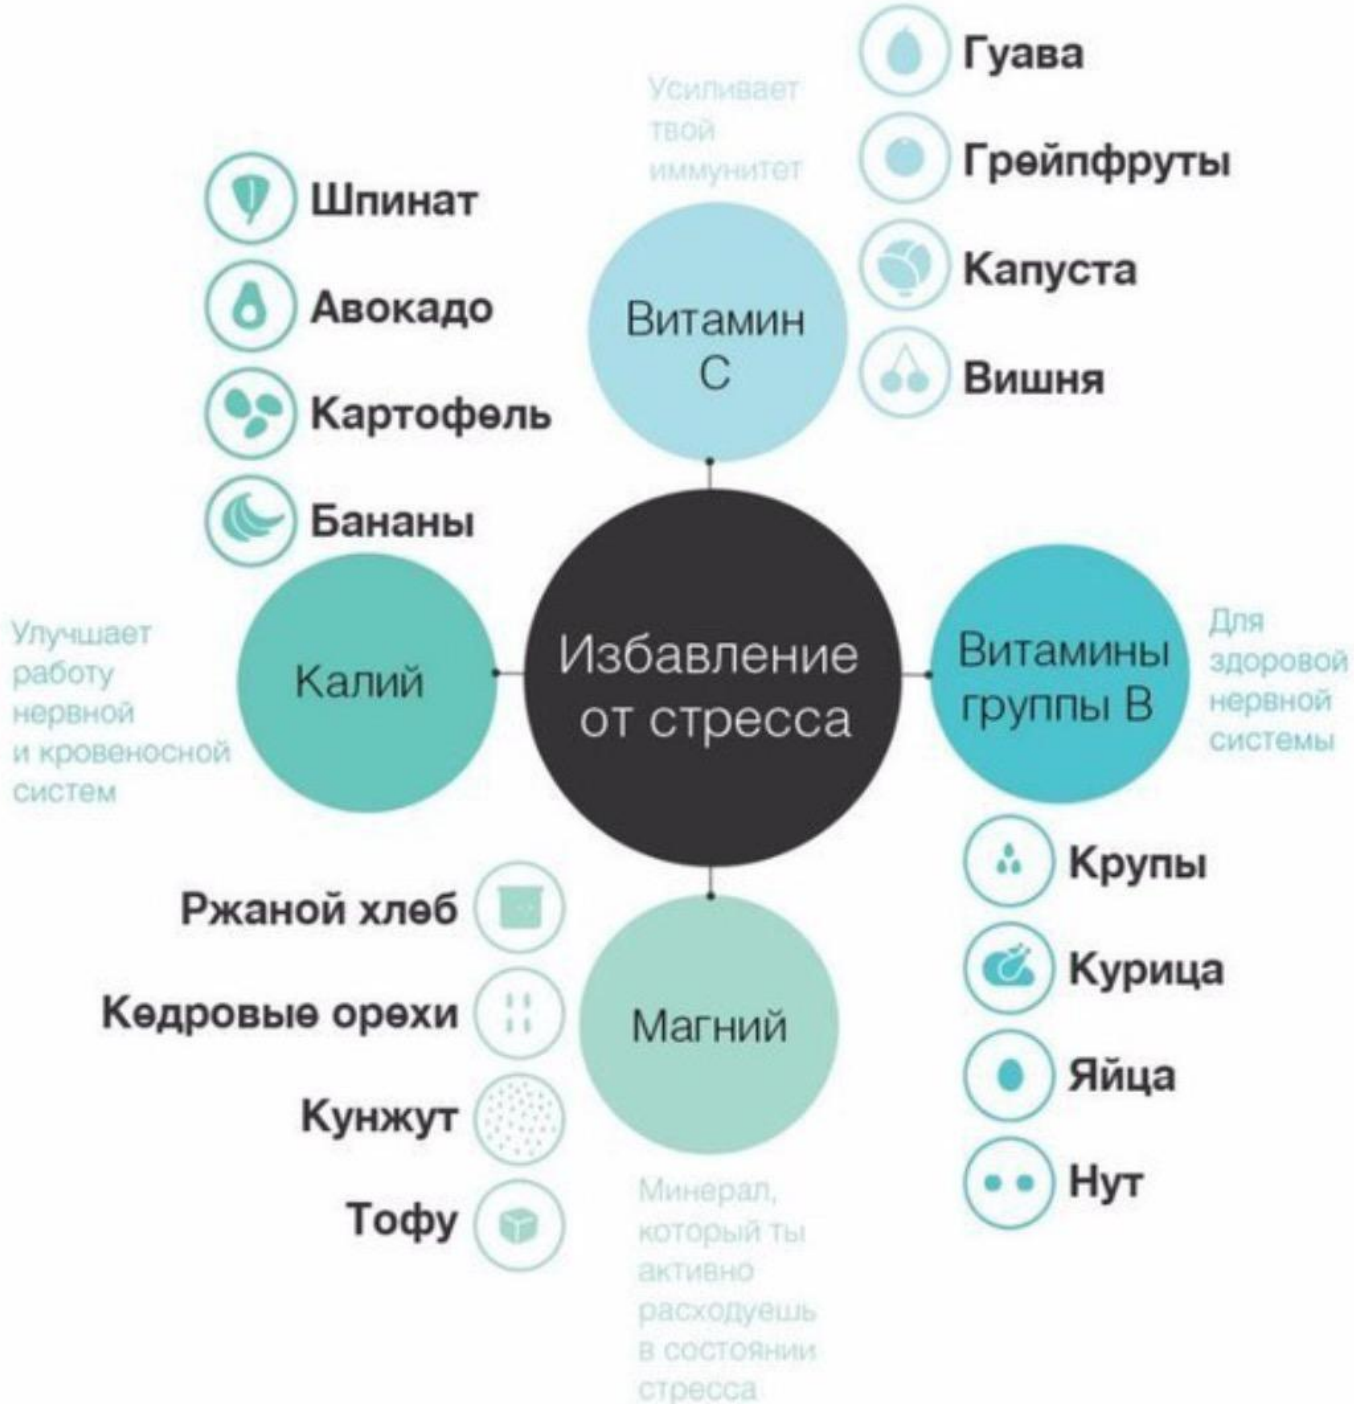 Гуава
Усиливает
твой
иммунитет
Грейпфруты
Шпинат
Капуста
Авокадо
Витамин
С
Вишня
Картофель
Бананы
Улучшает
работу
нервной
и кровеносной
систем
Калий
Избавление
от стресса
Витамины
группы В
Для
здоровой
нервной
системы
Ржаной хлеб
Кедровые орехи
Кунжут
Тофу
Магний
Минерал,
который ты
активно
расходуешь
в состоянии
стресса
Крупы
Курица
Яйца
Нут